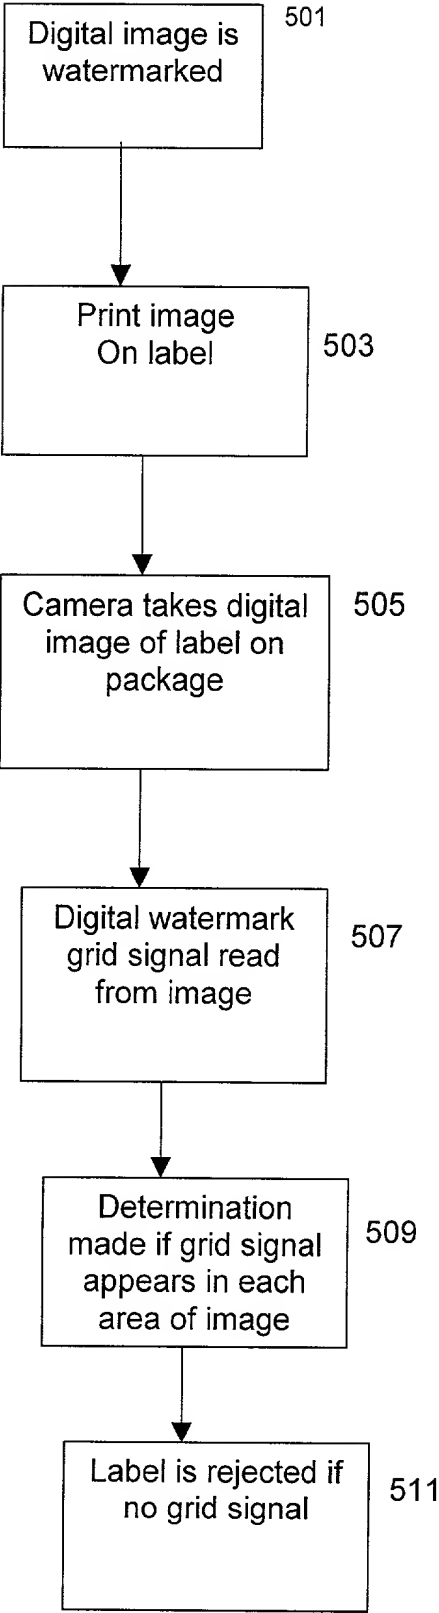 Digital image is
watermarked
501
Print image
On label
503
Camera takes digital
image of label on
package
505
Digital watermark
grid signal read
from image
507
Determination
made if grid signal
appears in each
area of image
509
Label is rejected if
no grid signal
511